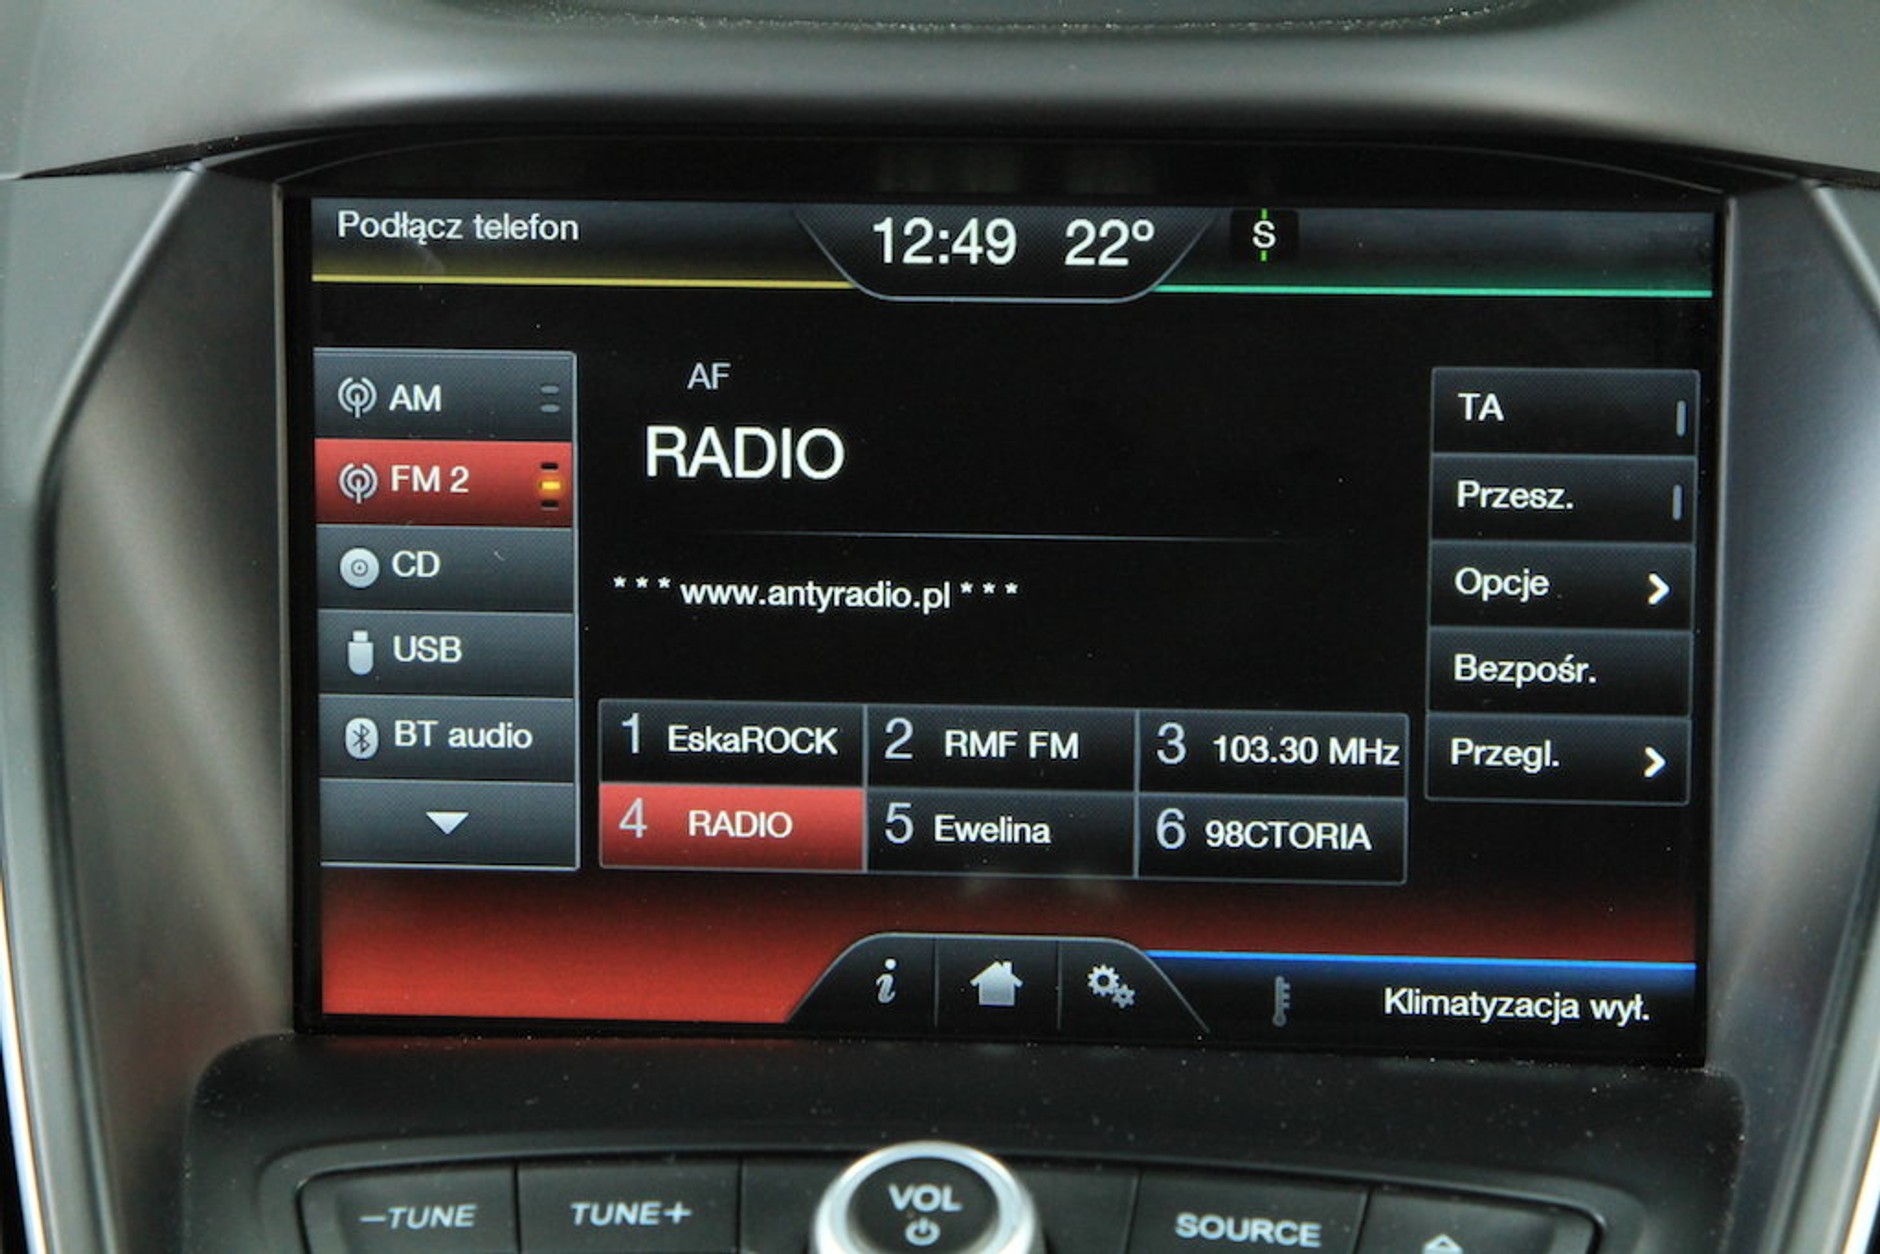 Podłącz telefon
12:49 22º
S
AM
FM 2
CD
USB
BT audio
AF
RADIO
* * * www.antyradio.pl * * *
1 EskaROCK
2 RMF FM
3 103.30 MHz
4 RADIO
5 Ewelina
6 98CTORIA
TA
Przesz.
Opcje
Bezpośr.
Przegl.
i
Klimatyzacja wył.
–TUNE
TUNE+
VOL
SOURCE